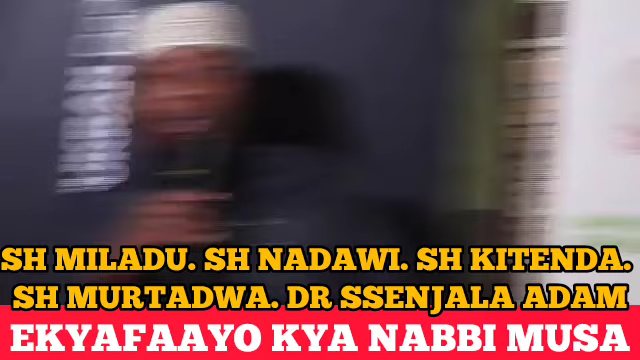 SH MILADU. SH NADAWI. SH KITENDA.
SH MURTADWA. DR SSENJALA ADAM
EKYAFAAYO KYA NABBI MUSA